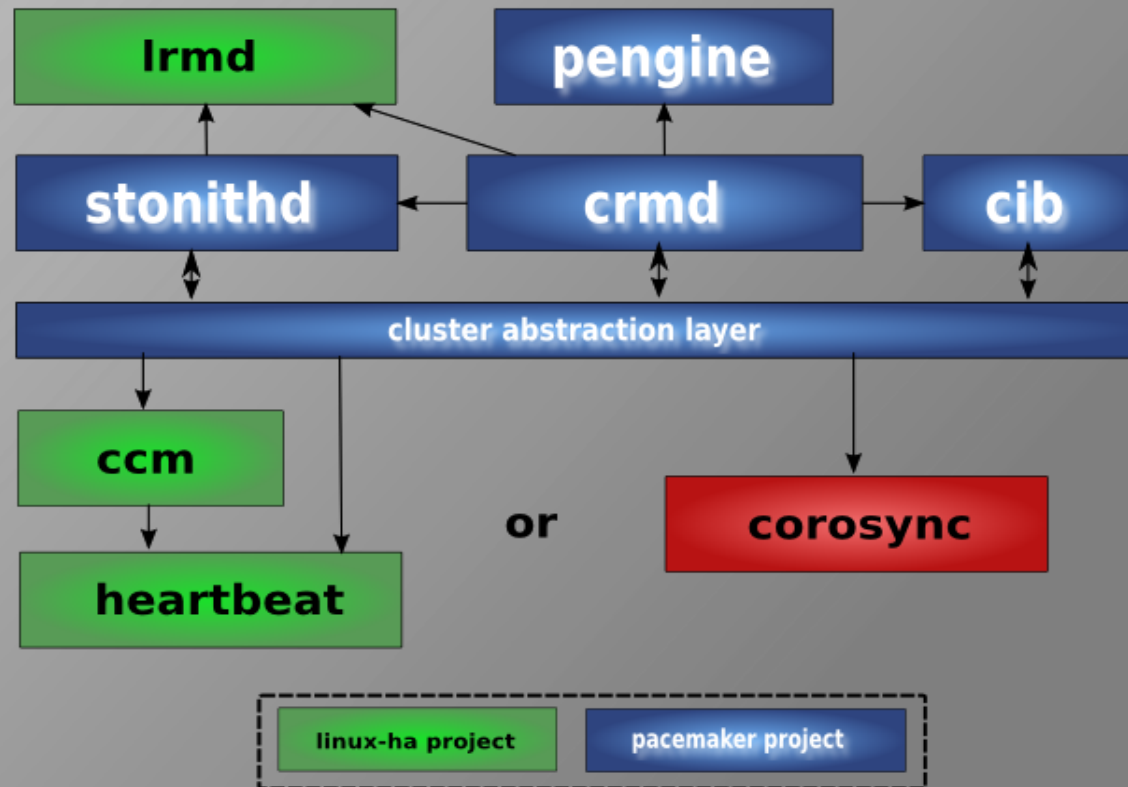 lrmd
pengine
stonithd
crmd
cib
cluster abstraction layer
ccm
or
corosync
heartbeat
linux-ha project
pacemaker project